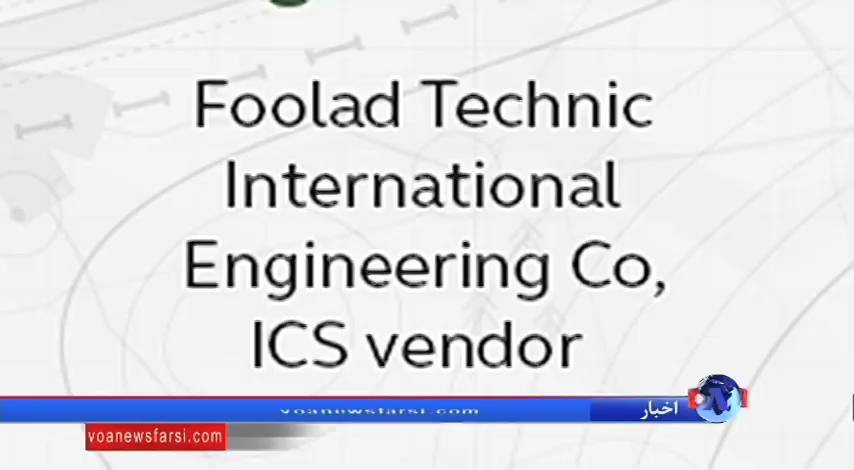 Foolad Technic
International
Engineering Co,
ICS vendor
voanewsfarsi.com
اخبار
voanewsfarsi.com